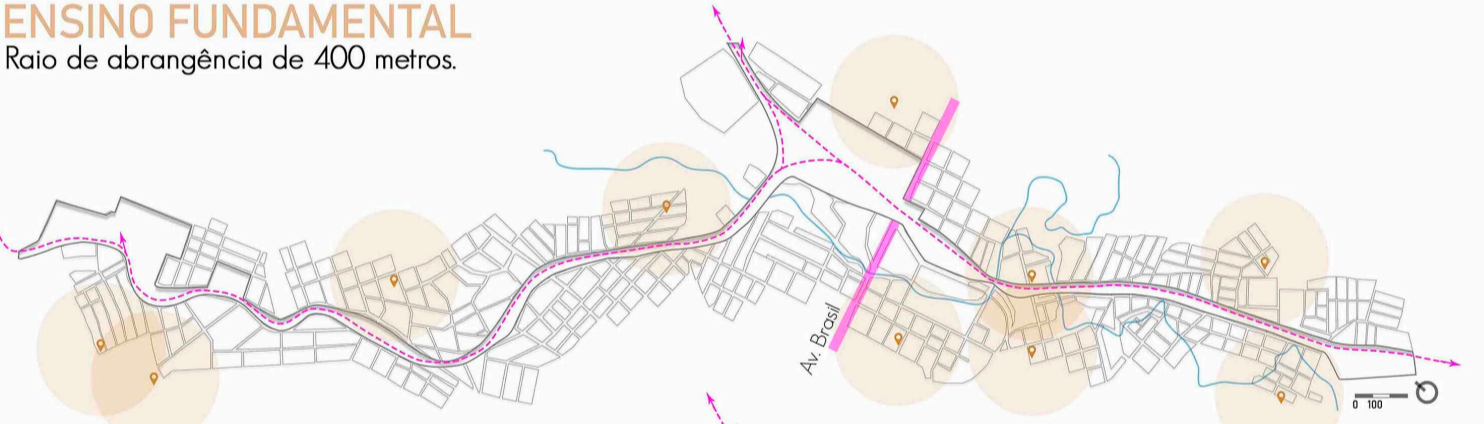 ENSINO FUNDAMENTAL
Raio de abrangência de 400 metros.
Av. Brasil
0 100